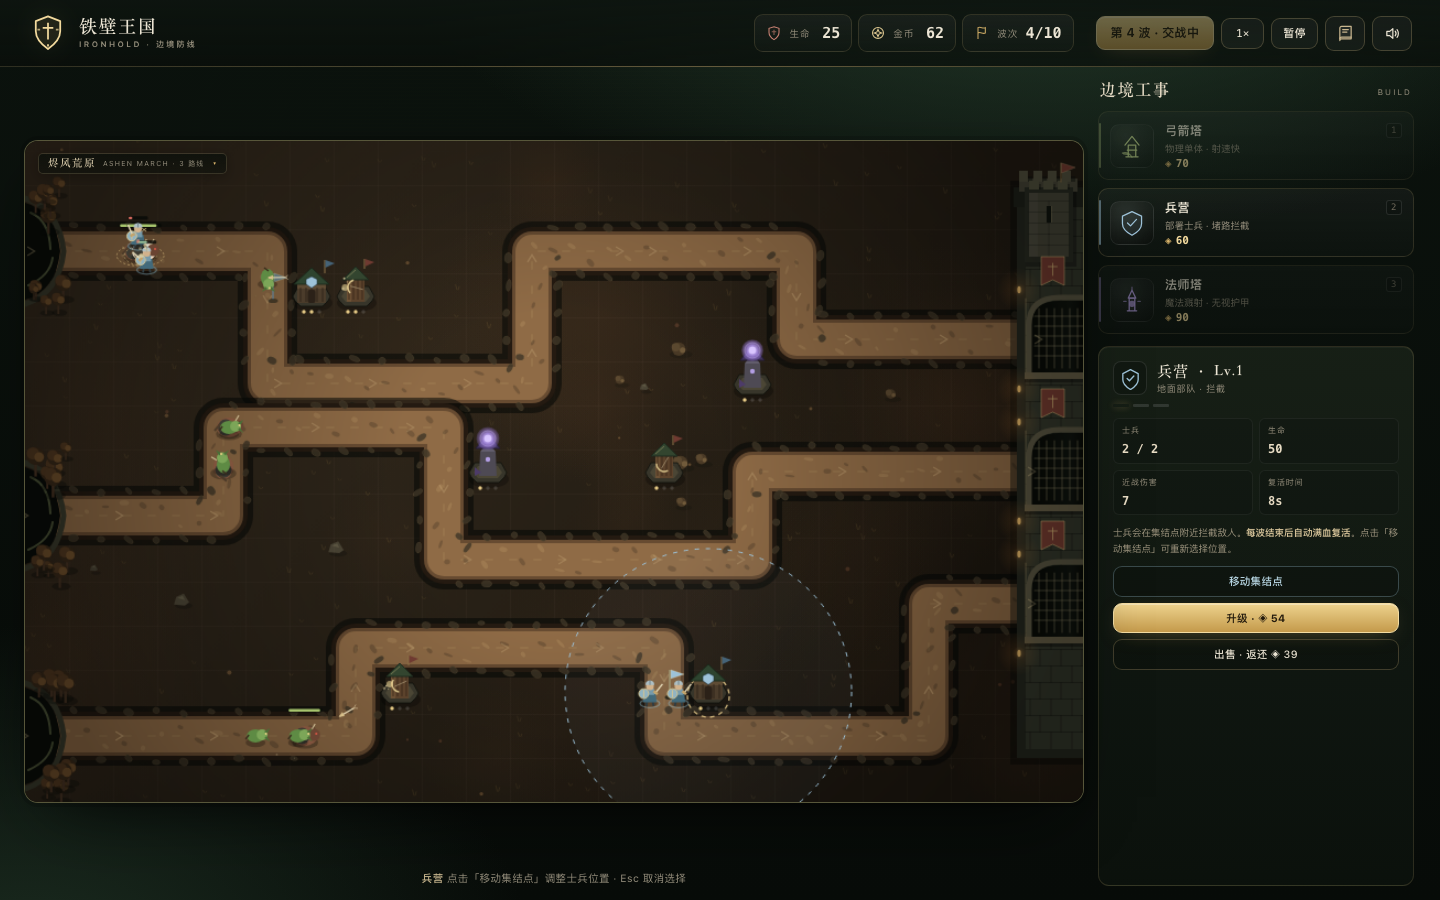 铁壁王国
IRONHOLD · 边境防线
生命 25
金币 62
波次 4/10
第 4 波 · 交战中
1×
暂停
烬风荒原 ASHEN MARCH · 3 路线
边境工事
BUILD
弓箭塔
1
物理单体 · 射速快
◈ 70
兵营
2
部署士兵 · 堵路拦截
◈ 60
法师塔
3
魔法溅射 · 无视护甲
◈ 90
兵营 · Lv.1
地面部队 · 拦截
士兵
2 / 2
生命
50
近战伤害
7
复活时间
8s
士兵会在集结点附近拦截敌人。每波结束后自动满血复活。点击「移
动集结点」可重新选择位置。
移动集结点
升级 · ◈ 54
出售 · 返还 ◈ 39
兵营 点击「移动集结点」调整士兵位置 · Esc 取消选择